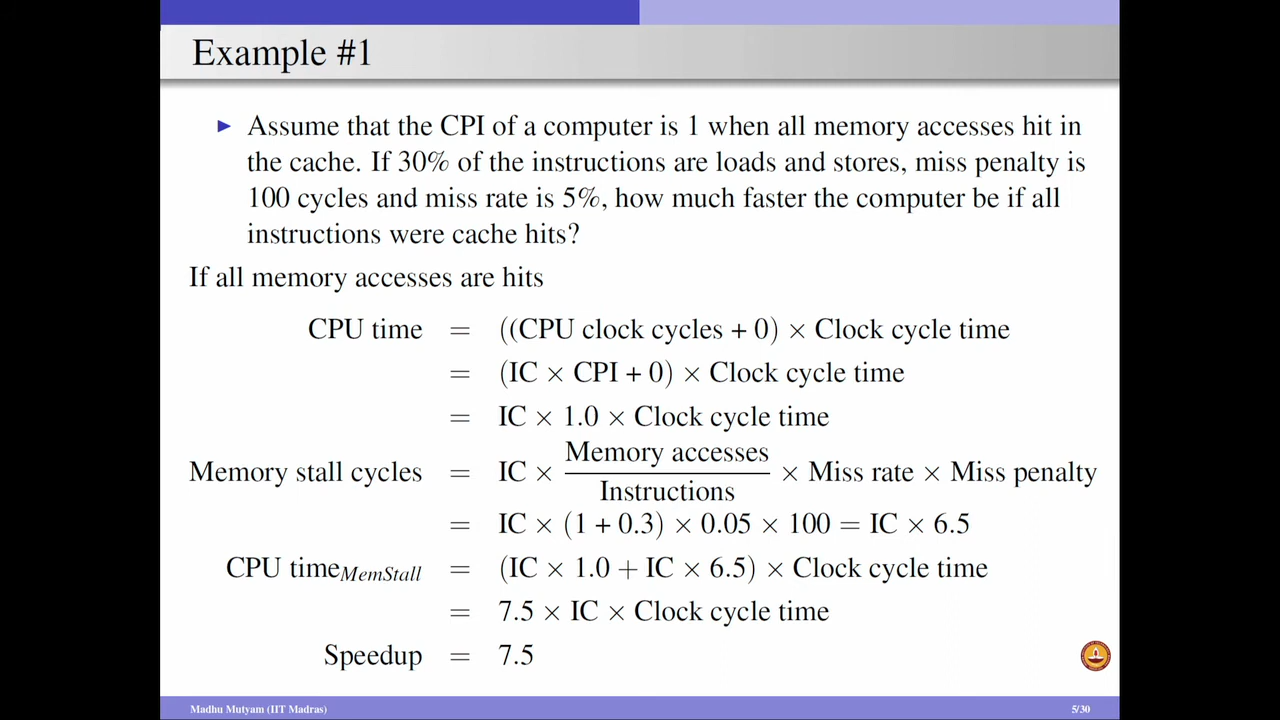 Example #1
▶ Assume that the CPI of a computer is 1 when all memory accesses hit in
the cache. If 30% of the instructions are loads and stores, miss penalty is
100 cycles and miss rate is 5%, how much faster the computer be if all
instructions were cache hits?
If all memory accesses are hits
CPU time = ((CPU clock cycles + 0) × Clock cycle time
= (IC × CPI + 0) × Clock cycle time
= IC × 1.0 × Clock cycle time
Memory stall cycles = IC × Memory accesses / Instructions × Miss rate × Miss penalty
= IC × (1 + 0.3) × 0.05 × 100 = IC × 6.5
CPU time_MemStall = (IC × 1.0 + IC × 6.5) × Clock cycle time
= 7.5 × IC × Clock cycle time
Speedup = 7.5
Madhu Mutyam (IIT Madras) 5/30